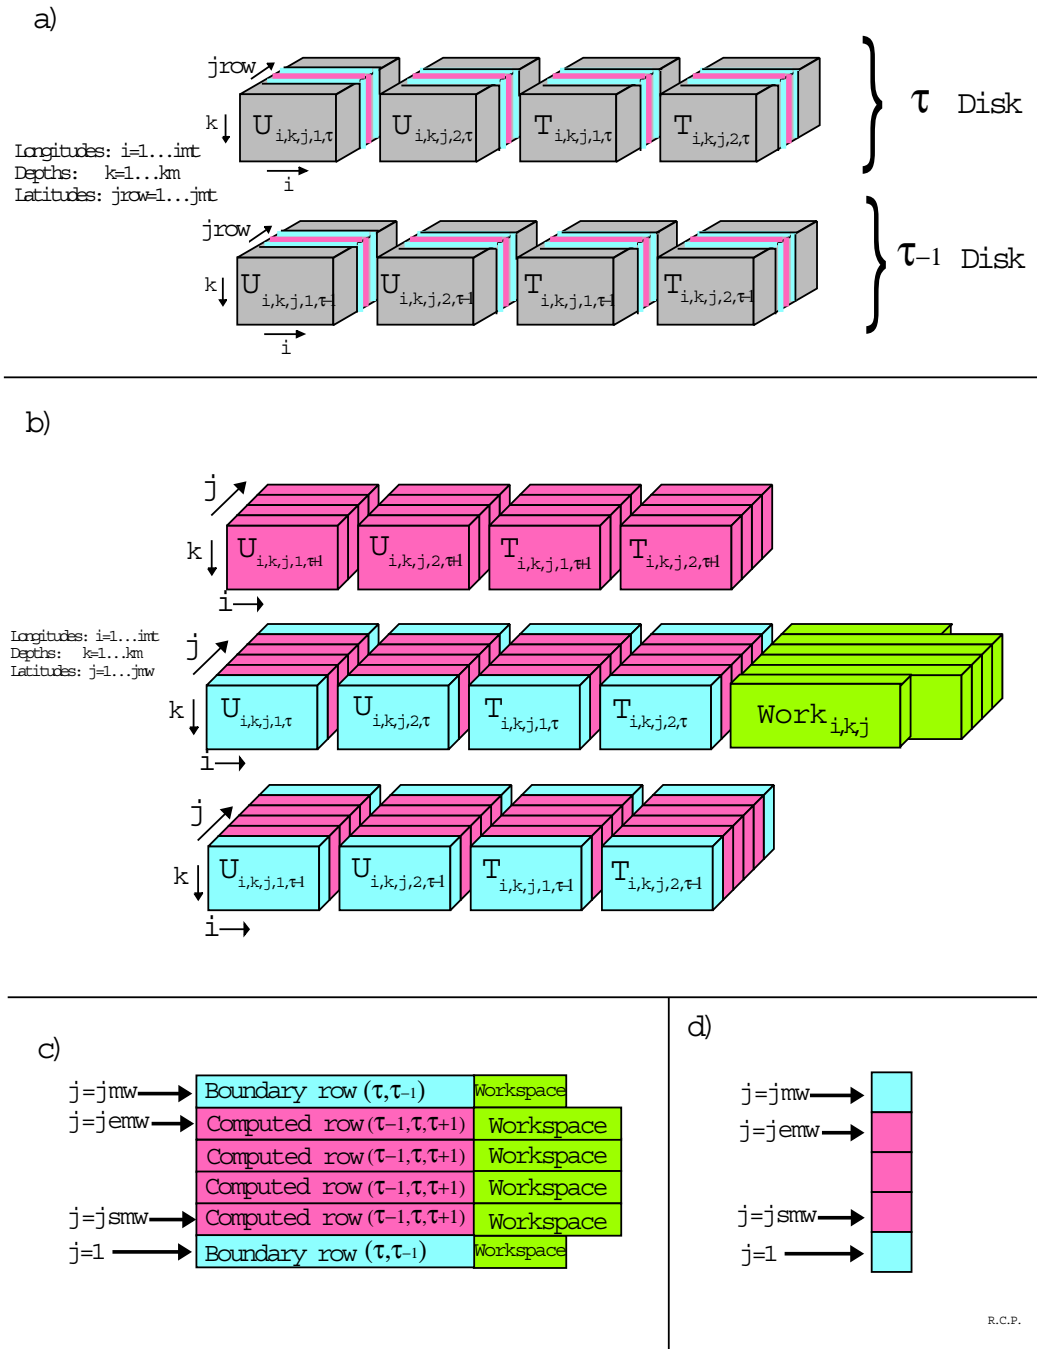 a)
jrow
k
U i,k,j,1,τ
U i,k,j,2,τ
T i,k,j,1,τ
T i,k,j,2,τ
τ Disk
Longitudes: i=1...imt
Depths: k=1...km
Latitudes: jrow=1...jmt
i
jrow
k
U i,k,j,1,τ-1
U i,k,j,2,τ-1
T i,k,j,1,τ-1
T i,k,j,2,τ-1
τ-1 Disk
i
b)
j
k
U i,k,j,1,τ+1
U i,k,j,2,τ+1
T i,k,j,1,τ+1
T i,k,j,2,τ+1
i
Longitudes: i=1...imt
Depths: k=1...km
Latitudes: j=1...jmw
j
k
U i,k,j,1,τ
U i,k,j,2,τ
T i,k,j,1,τ
T i,k,j,2,τ
Work i,k,j
i
j
k
U i,k,j,1,τ-1
U i,k,j,2,τ-1
T i,k,j,1,τ-1
T i,k,j,2,τ-1
i
c)
j=jmw Boundary row (τ,τ-1) Workspace
j=jemw Computed row (τ-1,τ,τ+1) Workspace
Computed row (τ-1,τ,τ+1) Workspace
Computed row (τ-1,τ,τ+1) Workspace
j=jsmw Computed row (τ-1,τ,τ+1) Workspace
j=1 Boundary row (τ,τ-1) Workspace
d)
j=jmw
j=jemw
j=jsmw
j=1
R.C.P.